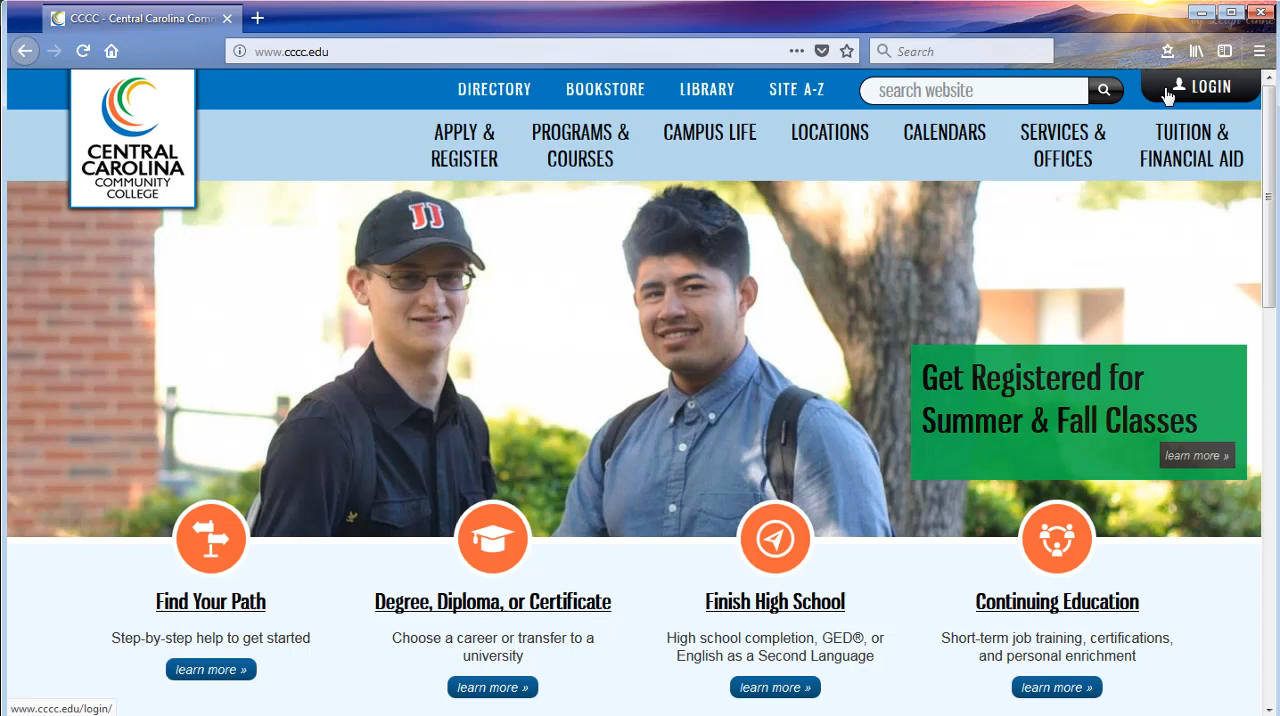 CCCC - Central Carolina Com
www.cccc.edu
Search
DIRECTORY
BOOKSTORE
LIBRARY
SITE A-Z
search website
LOGIN
CENTRAL
CAROLINA
COMMUNITY
COLLEGE
APPLY &
REGISTER
PROGRAMS &
COURSES
CAMPUS LIFE
LOCATIONS
CALENDARS
SERVICES &
OFFICES
TUITION &
FINANCIAL AID
JJ
Get Registered for
Summer & Fall Classes
learn more »
Find Your Path
Step-by-step help to get started
learn more »
Degree, Diploma, or Certificate
Choose a career or transfer to a
university
learn more »
Finish High School
High school completion, GED®, or
English as a Second Language
learn more »
Continuing Education
Short-term job training, certifications,
and personal enrichment
learn more »
www.cccc.edu/login/